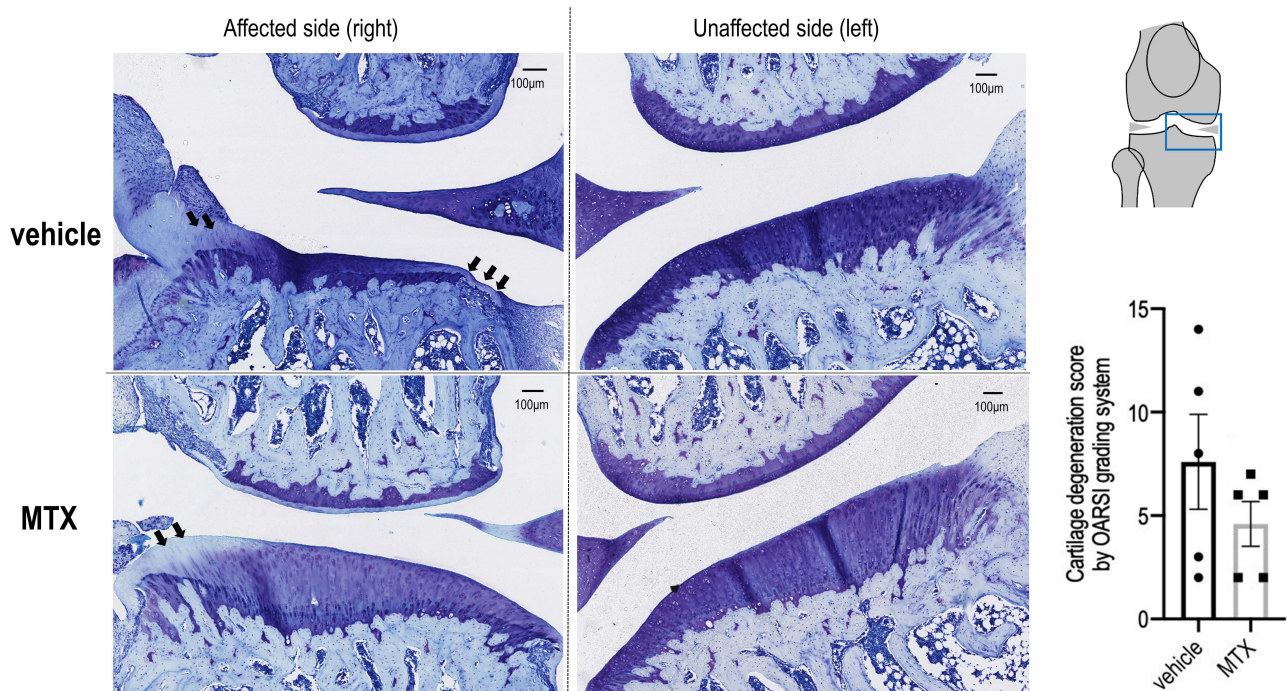 Affected side (right)
Unaffected side (left)
100µm
100µm
vehicle
100µm
100µm
MTX
15
10
5
0
Cartilage degeneration score
by OARSI grading system
vehicle
MTX